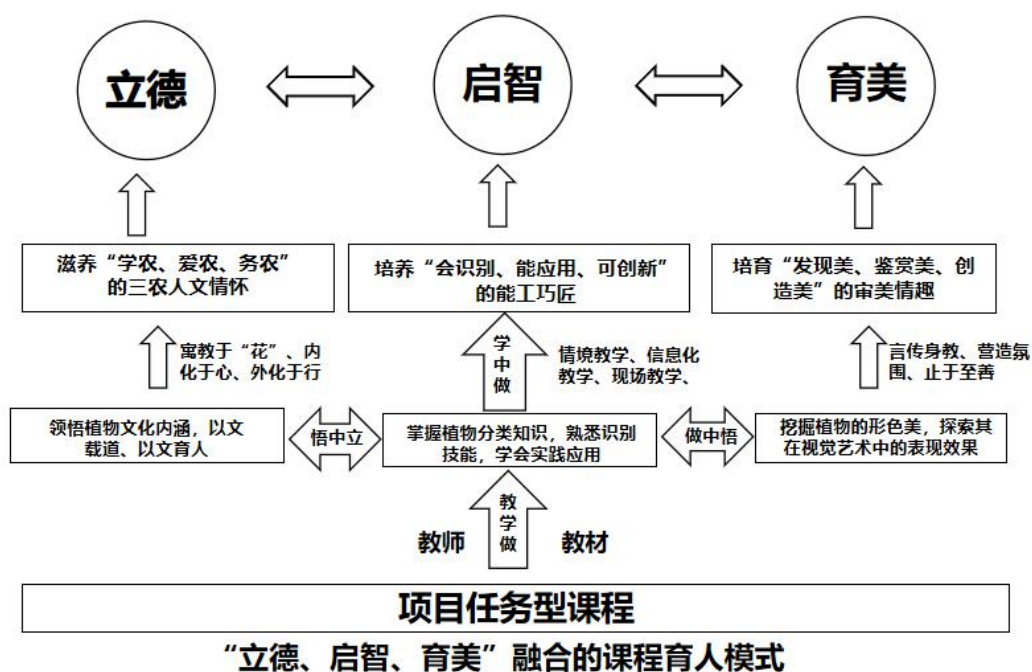 立德
启智
育美
滋养“学农、爱农、务农”
的三农人文情怀
培养“会识别、能应用、可创新”
的能工巧匠
培育“发现美、鉴赏美、创
造美”的审美情趣
寓教于“花”、内
化于心、外化于行
学
中
做
情境教学、信息化
教学、现场教学、
言传身教、营造氛
围、止于至善
领悟植物文化内涵，以文
载道、以文育人
悟中立
掌握植物分类知识，熟悉识别
技能，学会实践应用
做中悟
挖掘植物的形色美，探索其
在视觉艺术中的表现效果
教师
教
学
做
教材
项目任务型课程
“立德、启智、育美”融合的课程育人模式